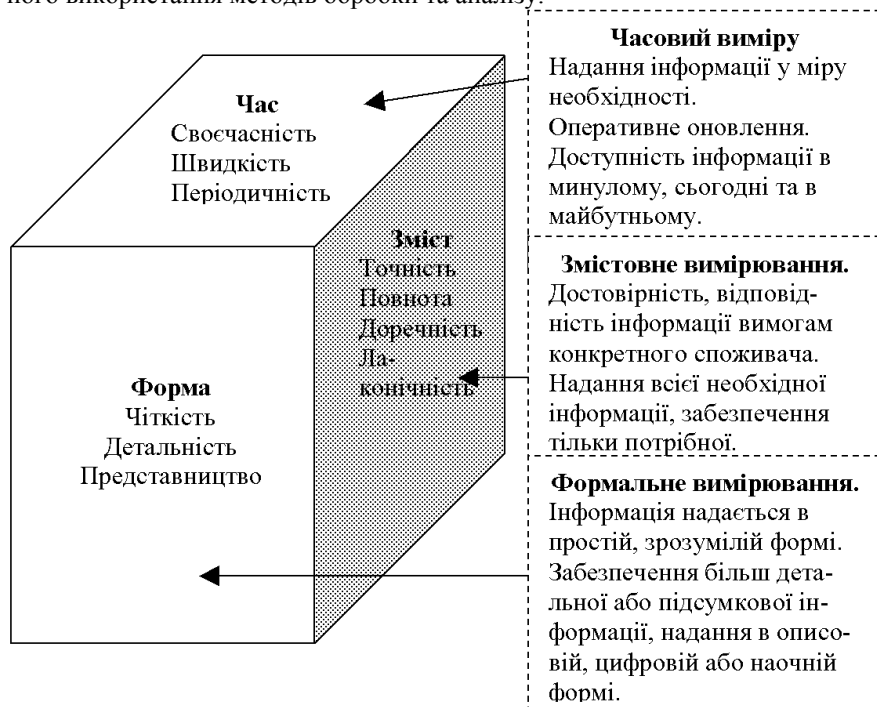 ного використання методів обробки та аналізу.
Час
Своєчасність
Швидкість
Періодичність
Зміст
Точність
Повнота
Доречність
Ла-
конічність
Форма
Чіткість
Детальність
Представництво
Часовий виміру
Надання інформації у міру
необхідності.
Оперативне оновлення.
Доступність інформації в
минулому, сьогодні та в
майбутньому.
Змістовне вимірювання.
Достовірність, відповід-
ність інформації вимогам
конкретного споживача.
Надання всієї необхідної
інформації, забезпечення
тільки потрібної.
Формальне вимірювання.
Інформація надається в
простій, зрозумілій формі.
Забезпечення більш дета-
льної або підсумкової ін-
формації, надання в описо-
вій, цифровій або наочній
формі.